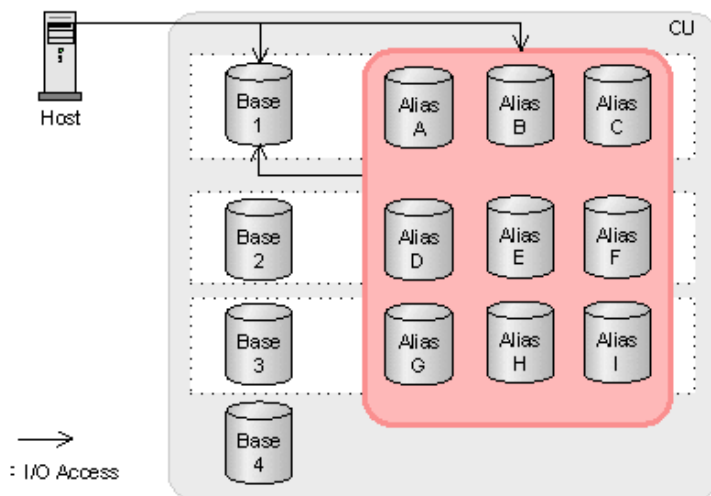 CU
Host
Base
1
Alias
A
Alias
B
Alias
C
Base
2
Alias
D
Alias
E
Alias
F
Base
3
Alias
G
Alias
H
Alias
I
Base
4
: I/O Access